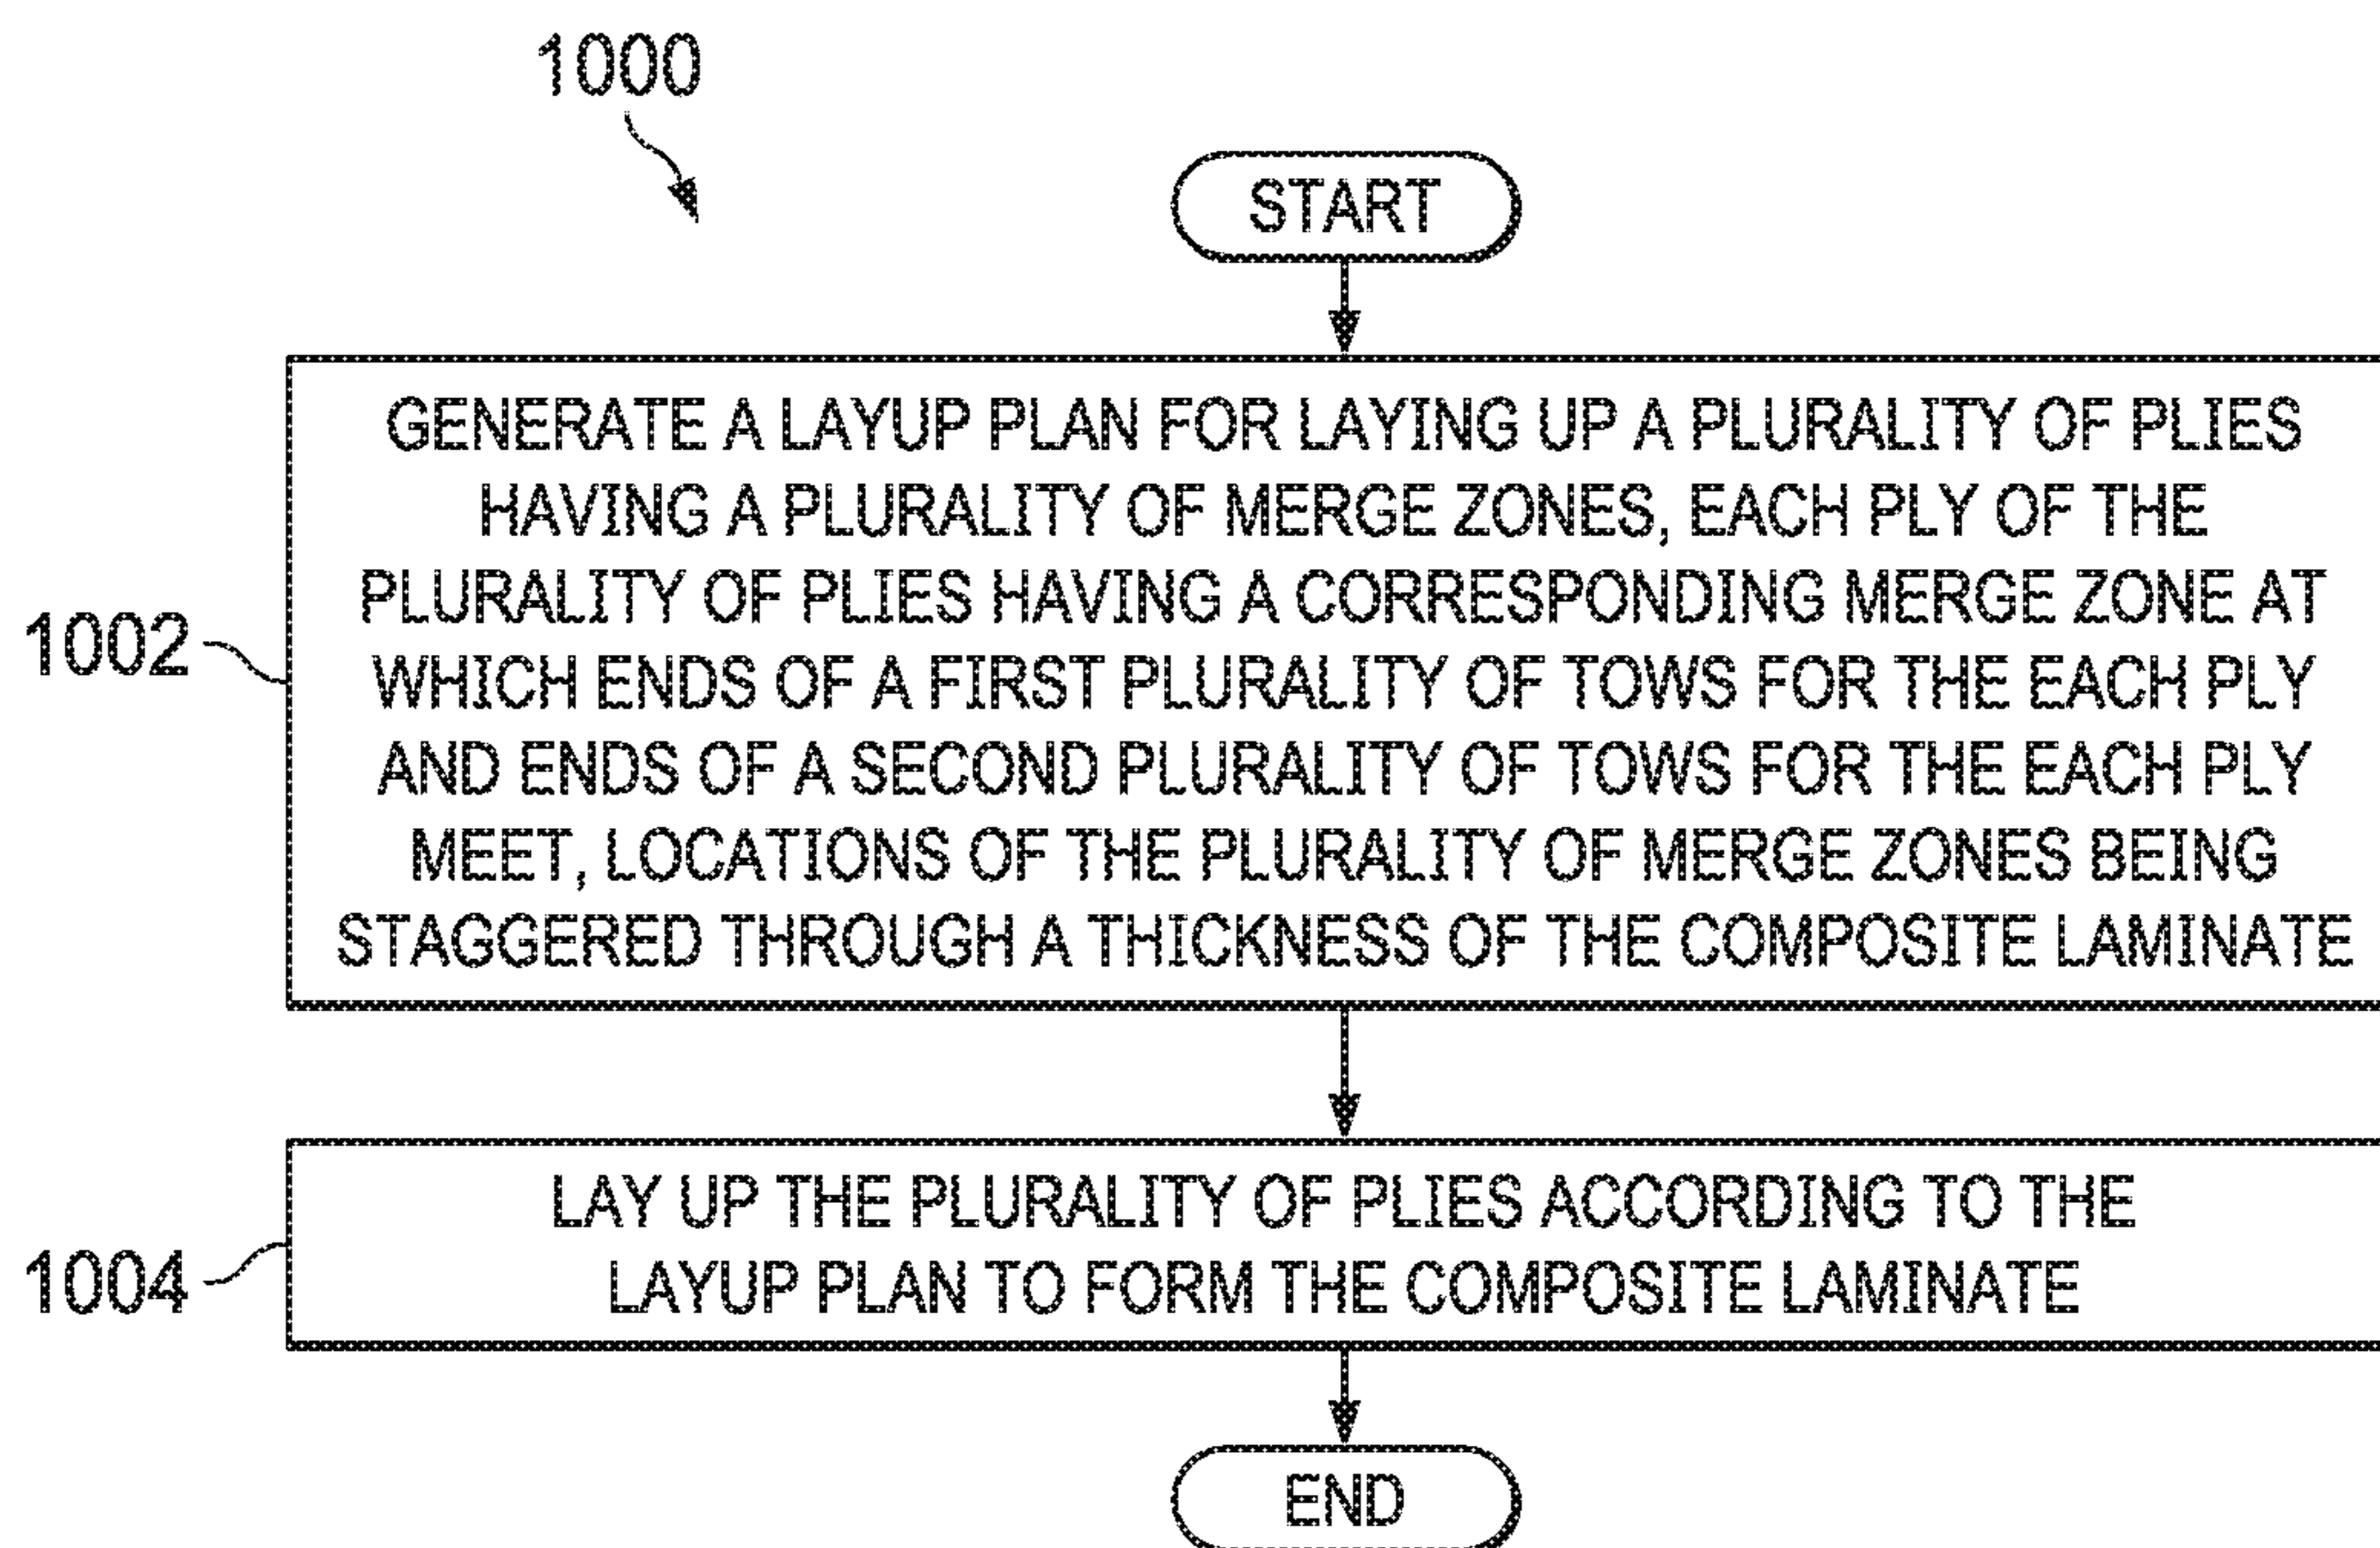 1000
START
GENERATE A LAYUP PLAN FOR LAYING UP A PLURALITY OF PLIES
HAVING A PLURALITY OF MERGE ZONES, EACH PLY OF THE
PLURALITY OF PLIES HAVING A CORRESPONDING MERGE ZONE AT
1002
WHICH ENDS OF A FIRST PLURALITY OF TOWS FOR THE EACH PLY
AND ENDS OF A SECOND PLURALITY OF TOWS FOR THE EACH PLY
MEET, LOCATIONS OF THE PLURALITY OF MERGE ZONES BEING
STAGGERED THROUGH A THICKNESS OF THE COMPOSITE LAMINATE
LAY UP THE PLURALITY OF PLIES ACCORDING TO THE
1004
LAYUP PLAN TO FORM THE COMPOSITE LAMINATE
END